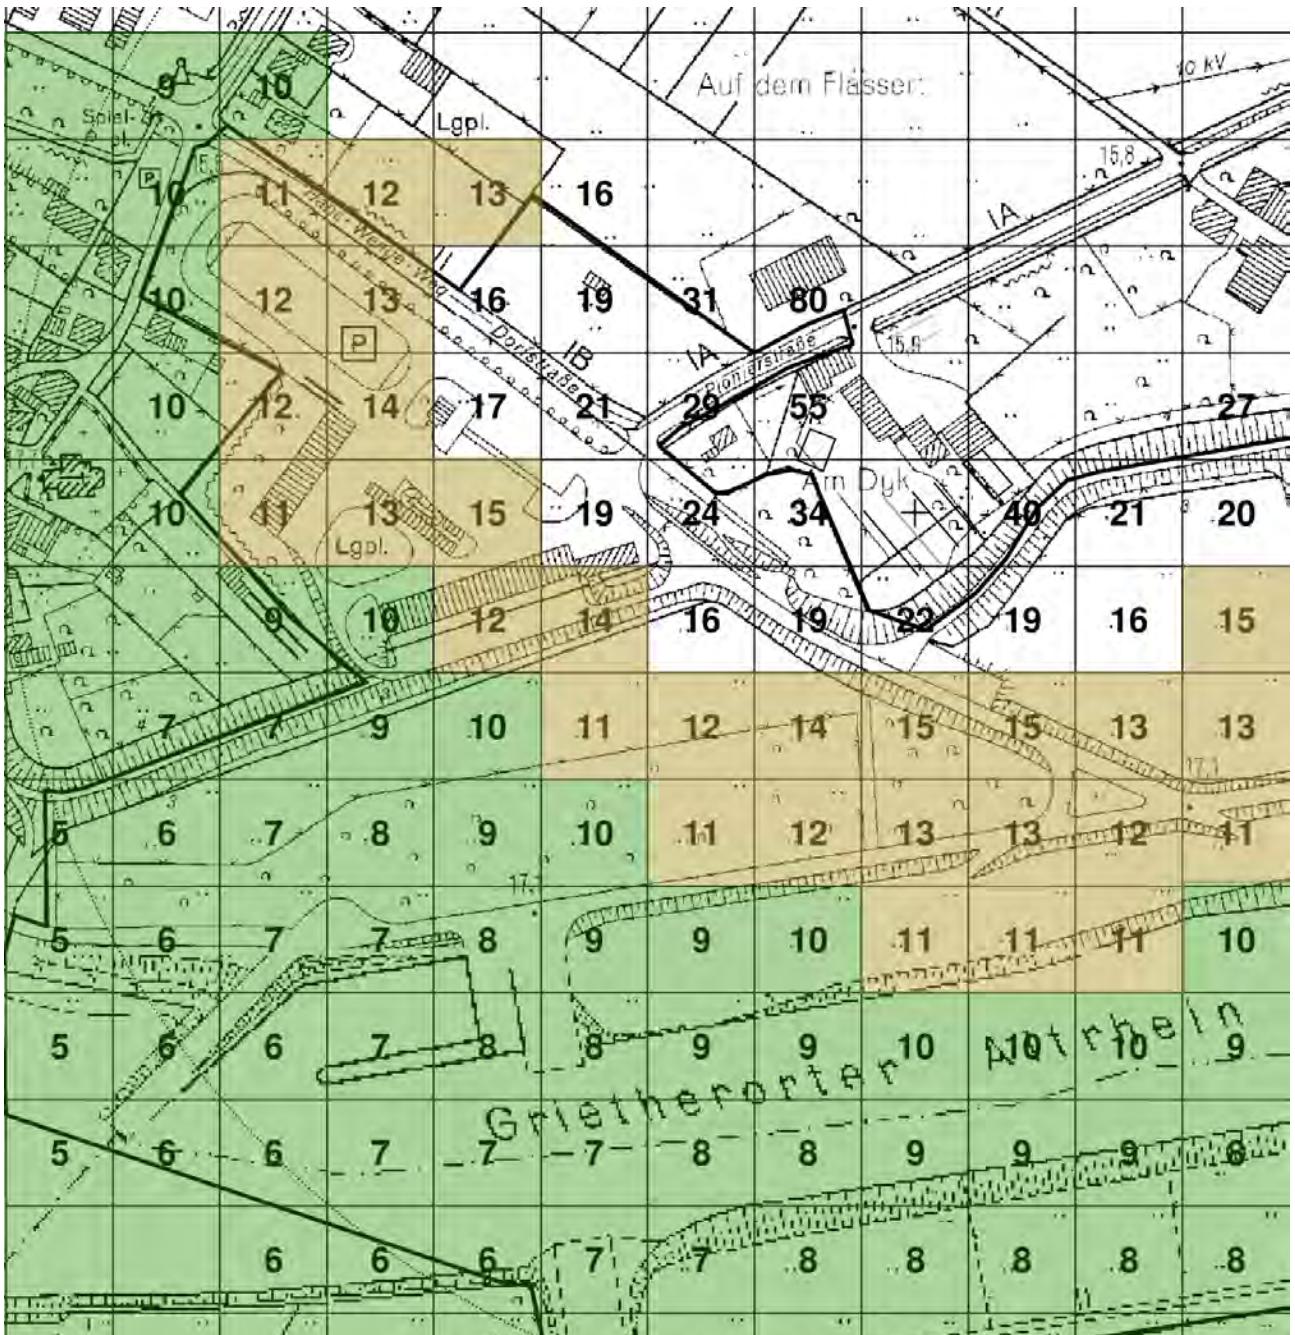 10 kV
Auf dem Flasser
9 10
Spiel-
Lgpl.
15,8
P
10 11 12 13 16
IA
10 12 13 16 19 31 80
P
IB
IA
Pionierstraße
15,8
Dorfstraße
10 12 14 17 21 29 55 27
Am Dyk
10 11 13 15 19 24 34 40 21 20
Lgpl.
9 10 12 14 16 19 22 19 16 15
7 7 9 10 11 12 14 15 15 13 13
17,1
5 6 7 8 9 10 11 12 13 13 12 11
5 6 7 7 8 9 9 10 11 11 11 10
5 6 6 7 8 8 9 9 10 10 10 9
Grietherorter Altrhein
5 6 6 7 7 7 8 8 9 9 9 8
6 6 6 7 7 8 8 8 8 8